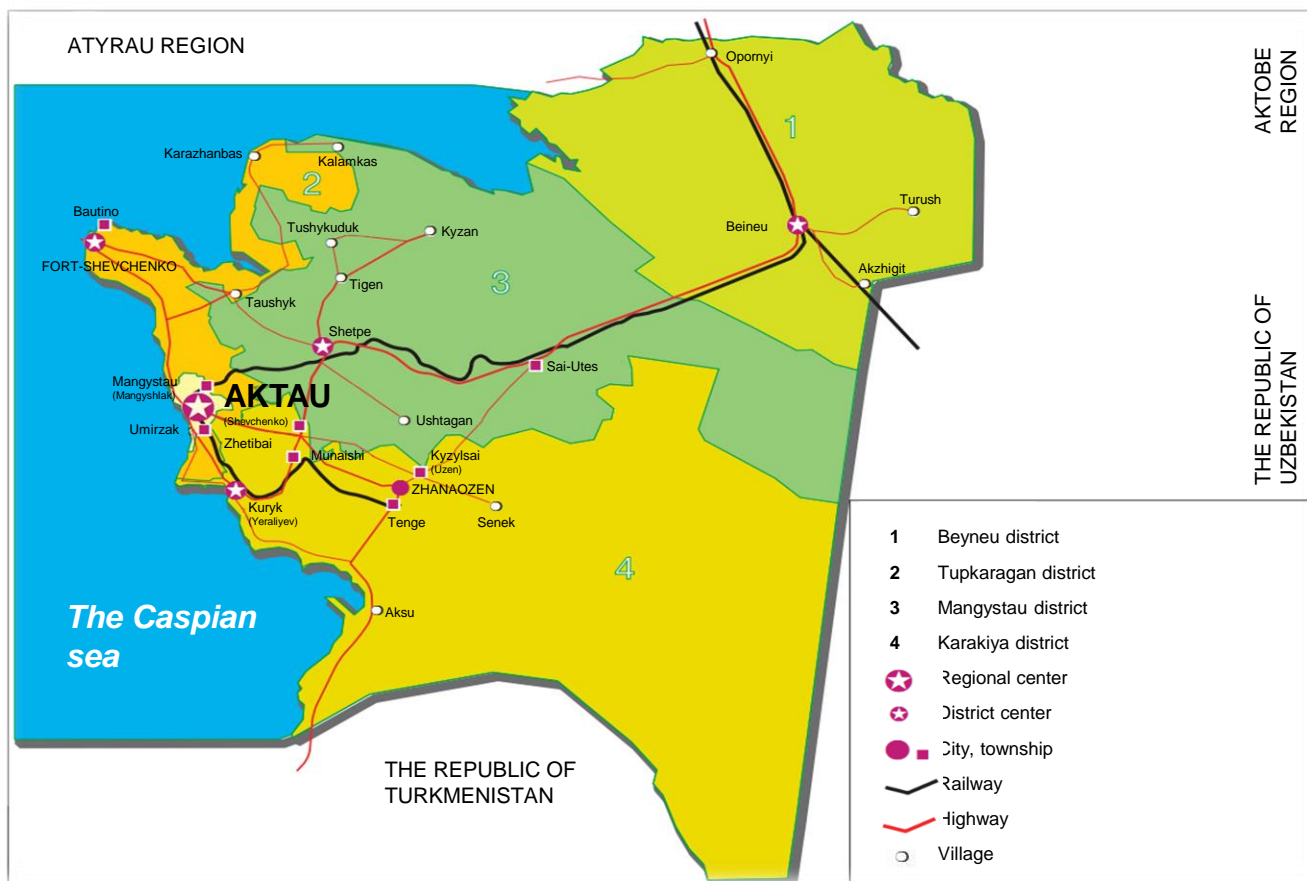 ATYRAU REGION
AKTOBE
REGION
Opornyi
1
Karazhanbas
Kalamkas
2
Turush
Bautino
Tushykuduk
Kyzan
Beineu
FORT-SHEVCHENKO
Tigen
3
Akzhigit
Taushyk
Shetpe
THE REPUBLIC OF
UZBEKISTAN
Sai-Utes
Mangystau
(Mangyshlak)
AKTAU
(Shevchenko)
Ushtagan
Umirzak
Zhetibai
Munaishi
Kyzylsai
(Uzen)
ZHANAOZEN
Kuryk
(Yeraliyev)
Tenge
Senek
4
The Caspian
sea
Aksu
THE REPUBLIC OF
TURKMENISTAN
1 Beyneu district
2 Tupkaragan district
3 Mangystau district
4 Karakiya district
Regional center
District center
City, township
Railway
Highway
Village